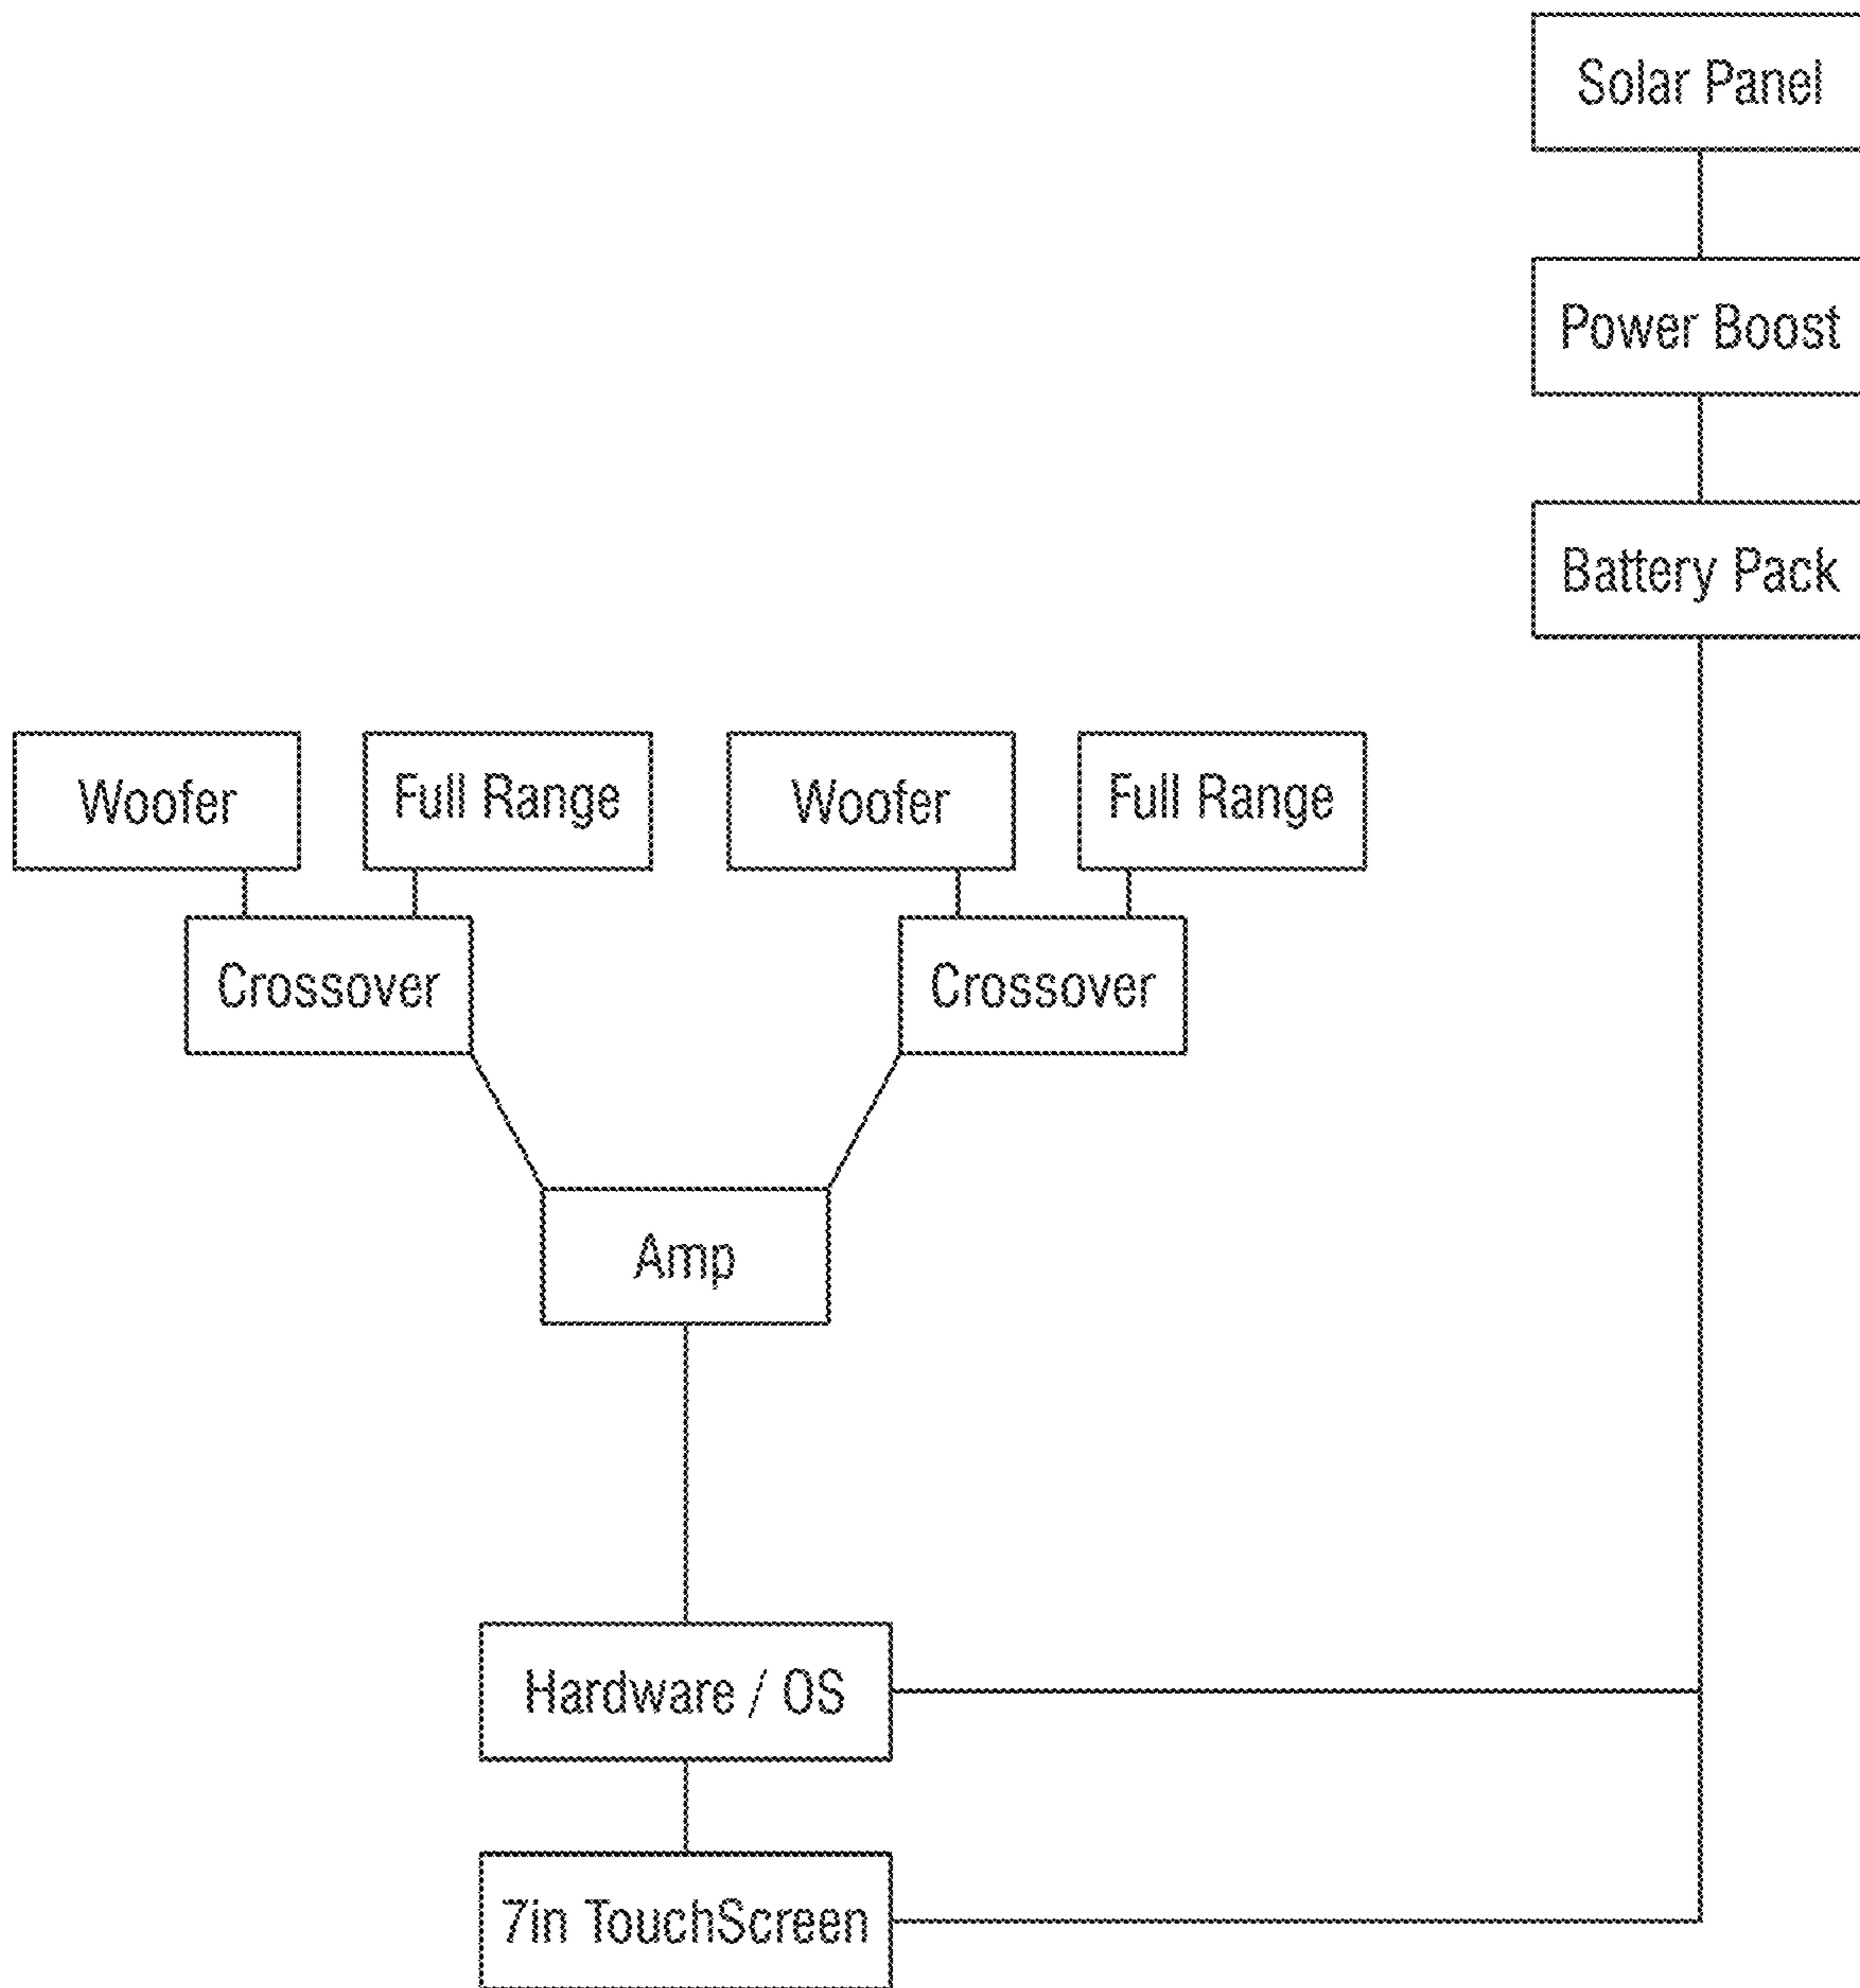 Solar Panel
Power Boost
Battery Pack
Woofer
Full Range
Woofer
Full Range
Crossover
Crossover
Amp
Hardware / OS
7in TouchScreen